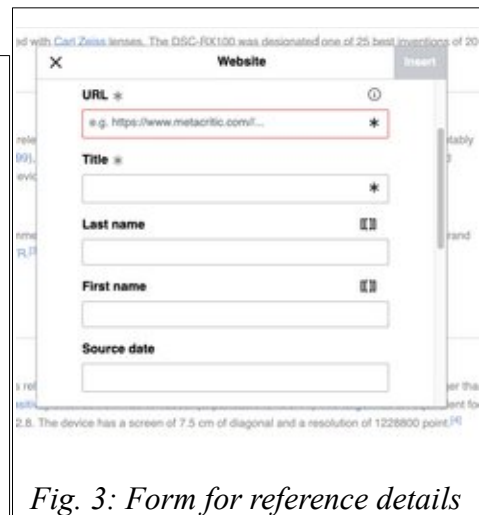 ed with Carl Zeiss lenses. The DSC-RX100 was designated one of 25 best inventions of 20
Website
Insert
URL *
e.g. https://www.metacritic.com//... *
Title *
*
Last name
First name
Source date
2.8. The device has a screen of 7.5 cm of diagonal and a resolution of 1228800 point.[4]
Fig. 3: Form for reference details